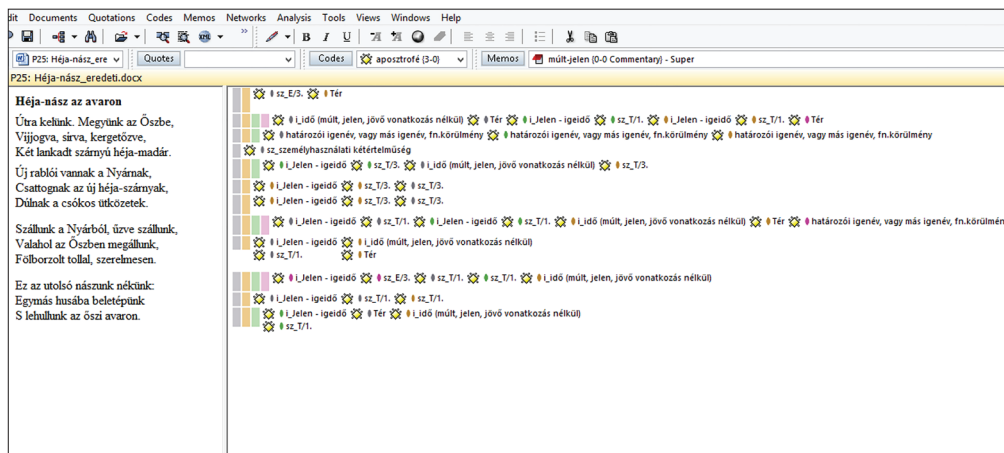 dit Documents Quotations Codes Memos Networks Analysis Tools Views Windows Help
B I U
P25: Héja-nász_ere Quotes Codes aposztrofé {3-0} Memos múlt-jelen {0-0 Commentary} - Super
P25: Héja-nász_eredeti.docx
Héja-nász az avaron
Útra kelünk. Megyünk az Őszbe,
Vijjogva, sírva, kergetőzve,
Két lankadt szárnyú héja-madár.
Új rablói vannak a Nyárnak,
Csattognak az új héja-szárnyak,
Dúlnak a csókos ütközetek.
Szállunk a Nyárból, űzve szállunk,
Valahol az Őszben megállunk,
Fölborzolt tollal, szerelmesen.
Ez az utolsó nászunk nékünk:
Egymás husába beletépünk
S lehullunk az őszi avaron.
sz_E/3. Tér
i_idő (múlt, jelen, jövő vonatkozás nélkül) Tér i_Jelen - igeidő sz_T/1. i_Jelen - igeidő sz_T/1. Tér
határozói igenév, vagy más igenév, fn.körülmény határozói igenév, vagy más igenév, fn.körülmény határozói igenév, vagy más igenév, fn.körülmény
sz_személyhasználati kétértelműség
i_Jelen - igeidő sz_T/3. i_idő (múlt, jelen, jövő vonatkozás nélkül) sz_T/3.
i_Jelen - igeidő sz_T/3. sz_T/3.
i_Jelen - igeidő sz_T/3. sz_T/3.
i_Jelen - igeidő sz_T/1. i_Jelen - igeidő sz_T/1. i_idő (múlt, jelen, jövő vonatkozás nélkül) Tér határozói igenév, vagy más igenév, fn.körülmény
i_Jelen - igeidő i_idő (múlt, jelen, jövő vonatkozás nélkül)
sz_T/1. Tér
i_Jelen - igeidő sz_E/3. sz_T/1. sz_T/1. i_idő (múlt, jelen, jövő vonatkozás nélkül)
i_Jelen - igeidő sz_T/1. sz_T/1.
i_Jelen - igeidő Tér i_idő (múlt, jelen, jövő vonatkozás nélkül)
sz_T/1.